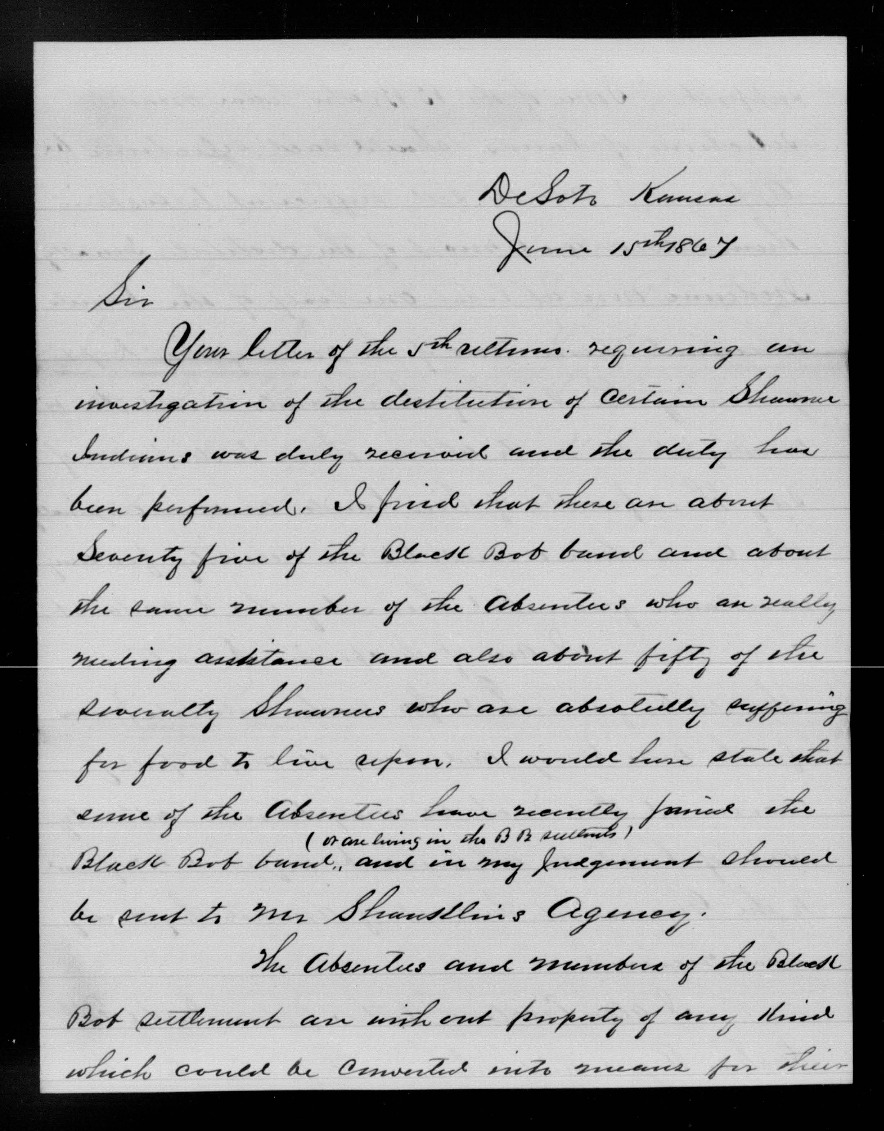 DeSoto Kansas
June 15th 1867
Sir
Your letter of the 5th ultimo. requiring an
investigation of the destitution of certain Shawnee
Indians was duly received and the duty has
been performed. I find that there are about
Seventy five of the Black Bob band and about
the same number of the Absentees who are really
needing assistance and also about fifty of the
severalty Shawnees who are absolutely suffering
for food to live upon. I would here state that
some of the Absentees have recently joined the
(or are living in the B B settlmts)
Black Bob band., and in my Judgement should
be sent to Mr Agency.
The Absentees and members of the Black
Bob settlement are without property of any Kind
which could be converted into means for their